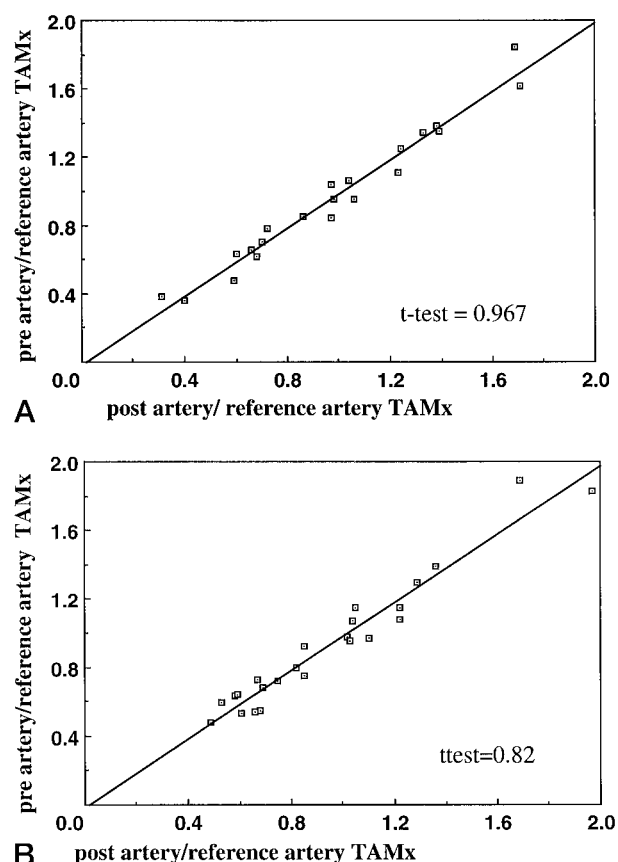 pre artery/reference artery TAMx
2.0
1.6
1.2
0.8
0.4
t-test = 0.967
0.0 0.4 0.8 1.2 1.6 2.0
A post artery/ reference artery TAMx
pre artery/reference artery TAMx
2.0
1.6
1.2
0.8
0.4
ttest=0.82
0.0 0.4 0.8 1.2 1.6 2.0
B post artery/reference artery TAMx